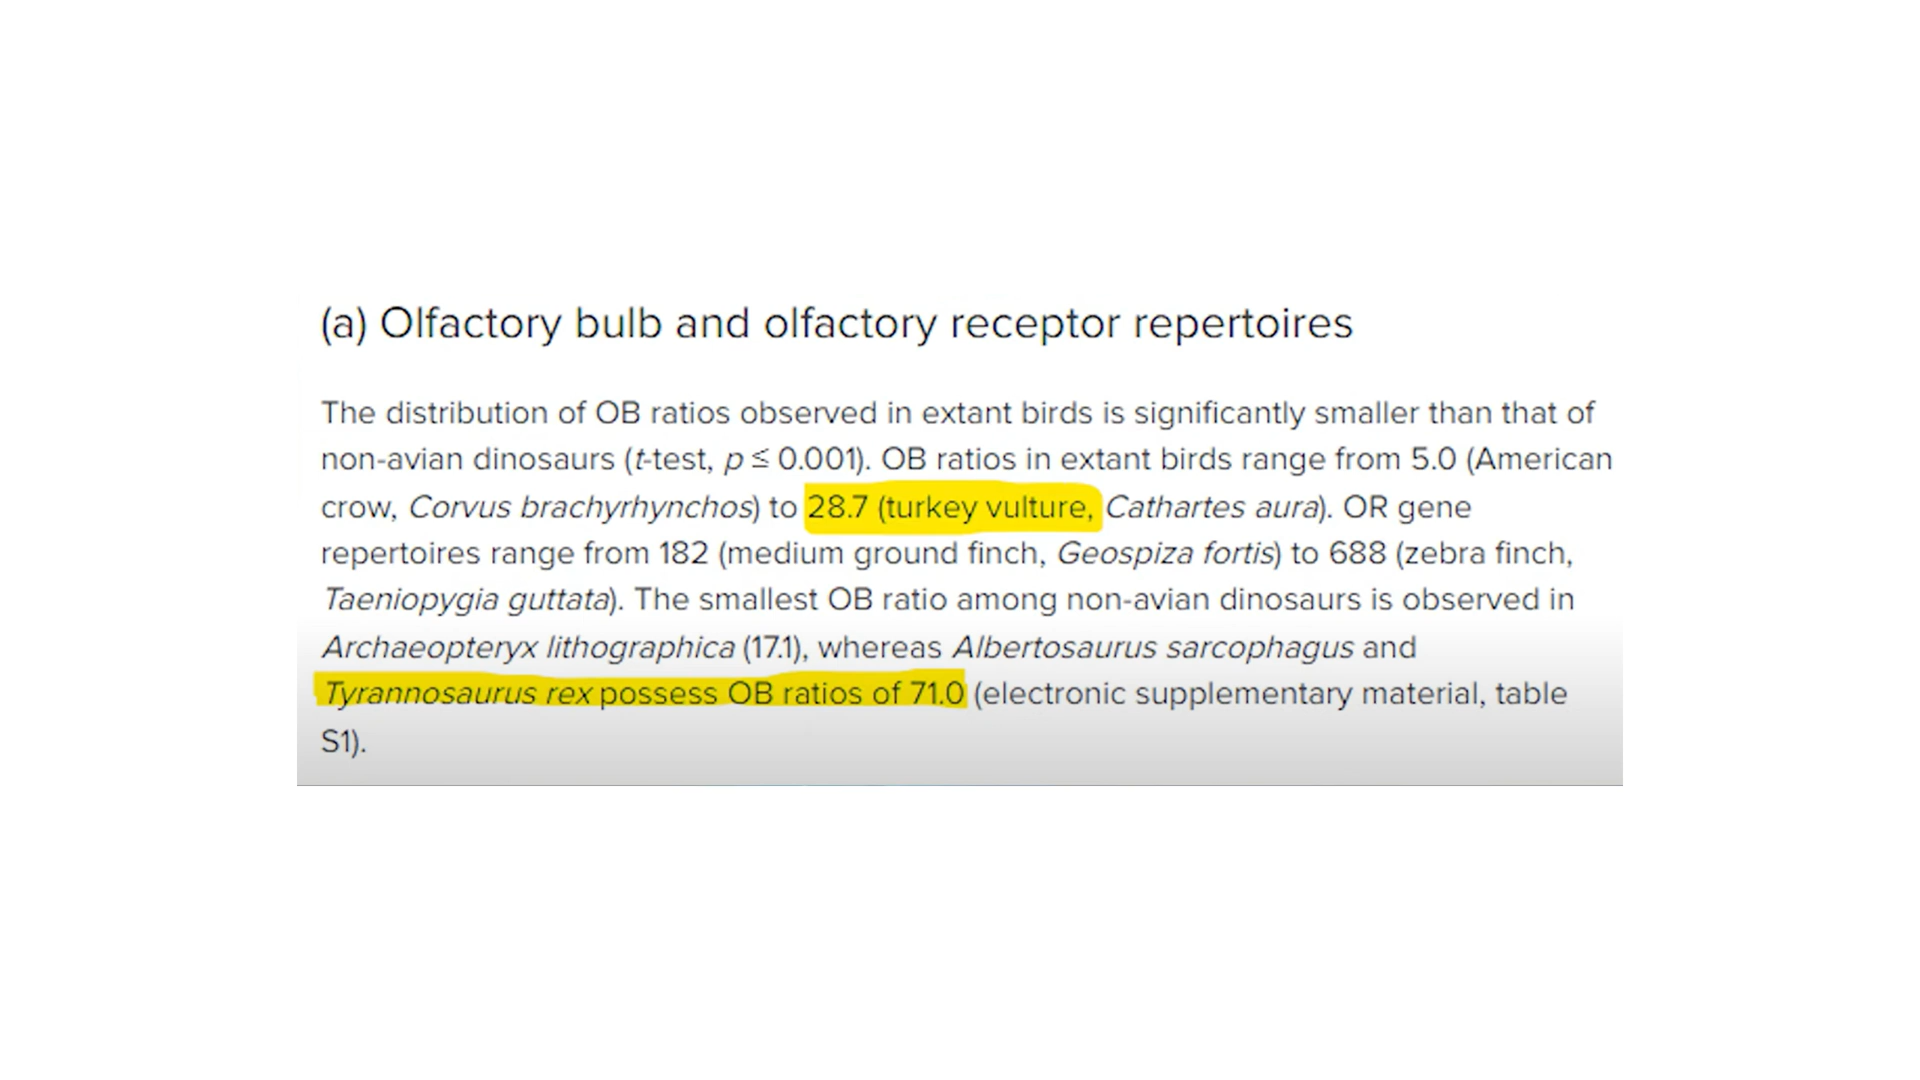 (a) Olfactory bulb and olfactory receptor repertoires
The distribution of OB ratios observed in extant birds is significantly smaller than that of
non-avian dinosaurs (t-test, p ≤ 0.001). OB ratios in extant birds range from 5.0 (American
crow, Corvus brachyrhynchos) to 28.7 (turkey vulture, Cathartes aura). OR gene
repertoires range from 182 (medium ground finch, Geospiza fortis) to 688 (zebra finch,
Taeniopygia guttata). The smallest OB ratio among non-avian dinosaurs is observed in
Archaeopteryx lithographica (17.1), whereas Albertosaurus sarcophagus and
Tyrannosaurus rex possess OB ratios of 71.0 (electronic supplementary material, table
S1).